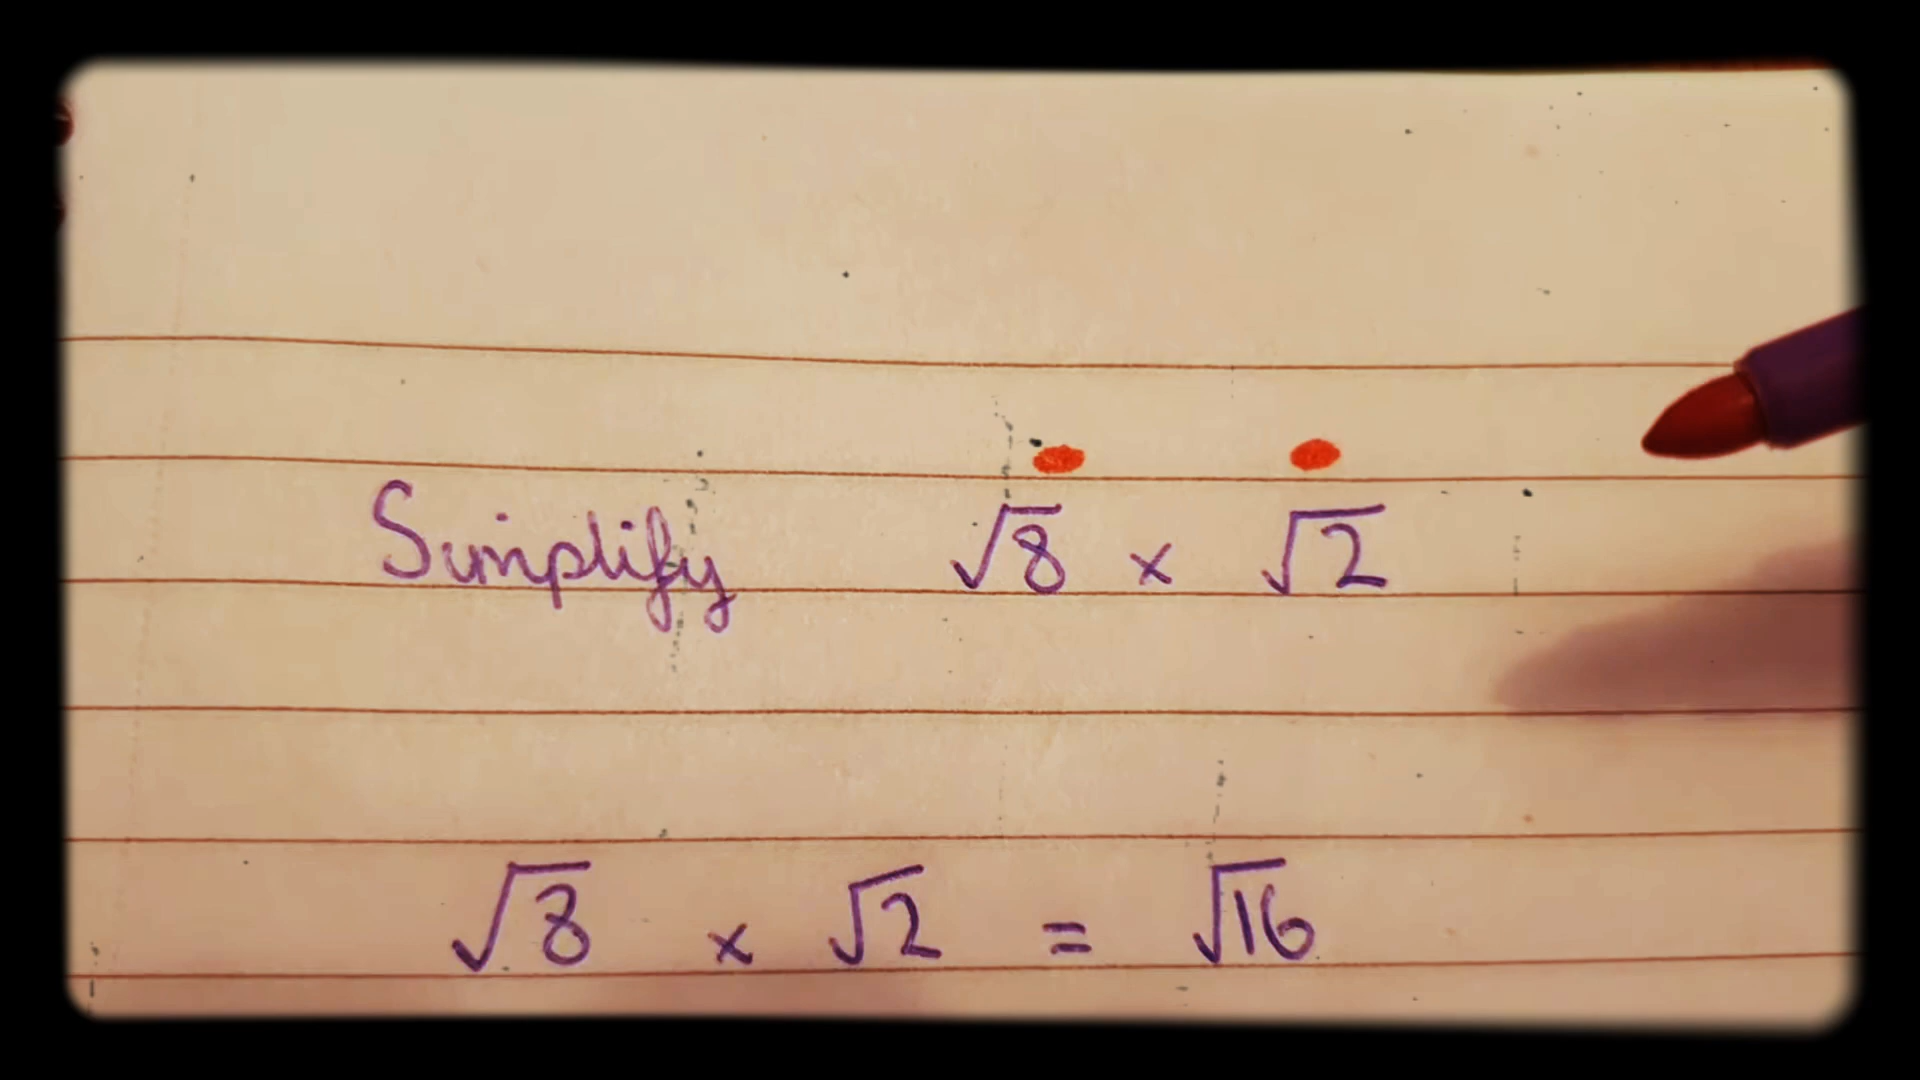 Simplify √8 × √2
√8 × √2 = √16